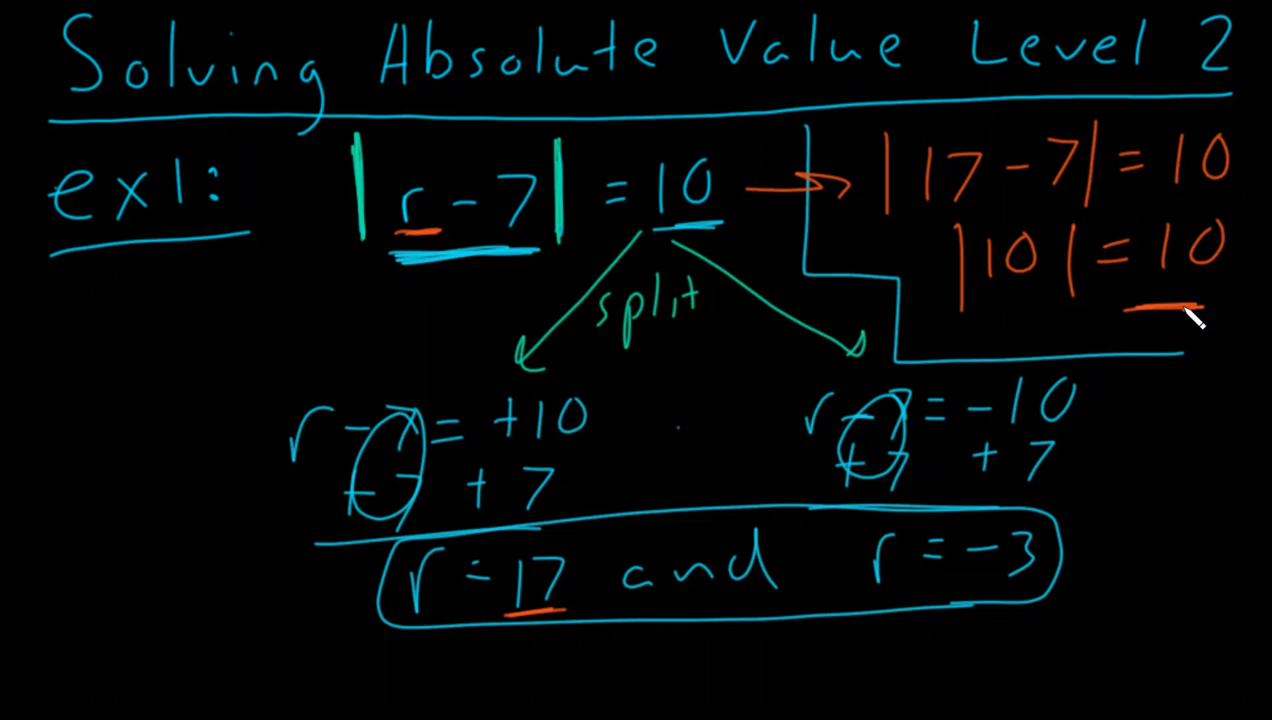 Solving Absolute Value Level 2
ex1: |r - 7| = 10
|17 - 7| = 10
|10| = 10
split
r - 7 = +10
+ 7 + 7
r - 7 = -10
+ 7 + 7
r = 17 and r = -3